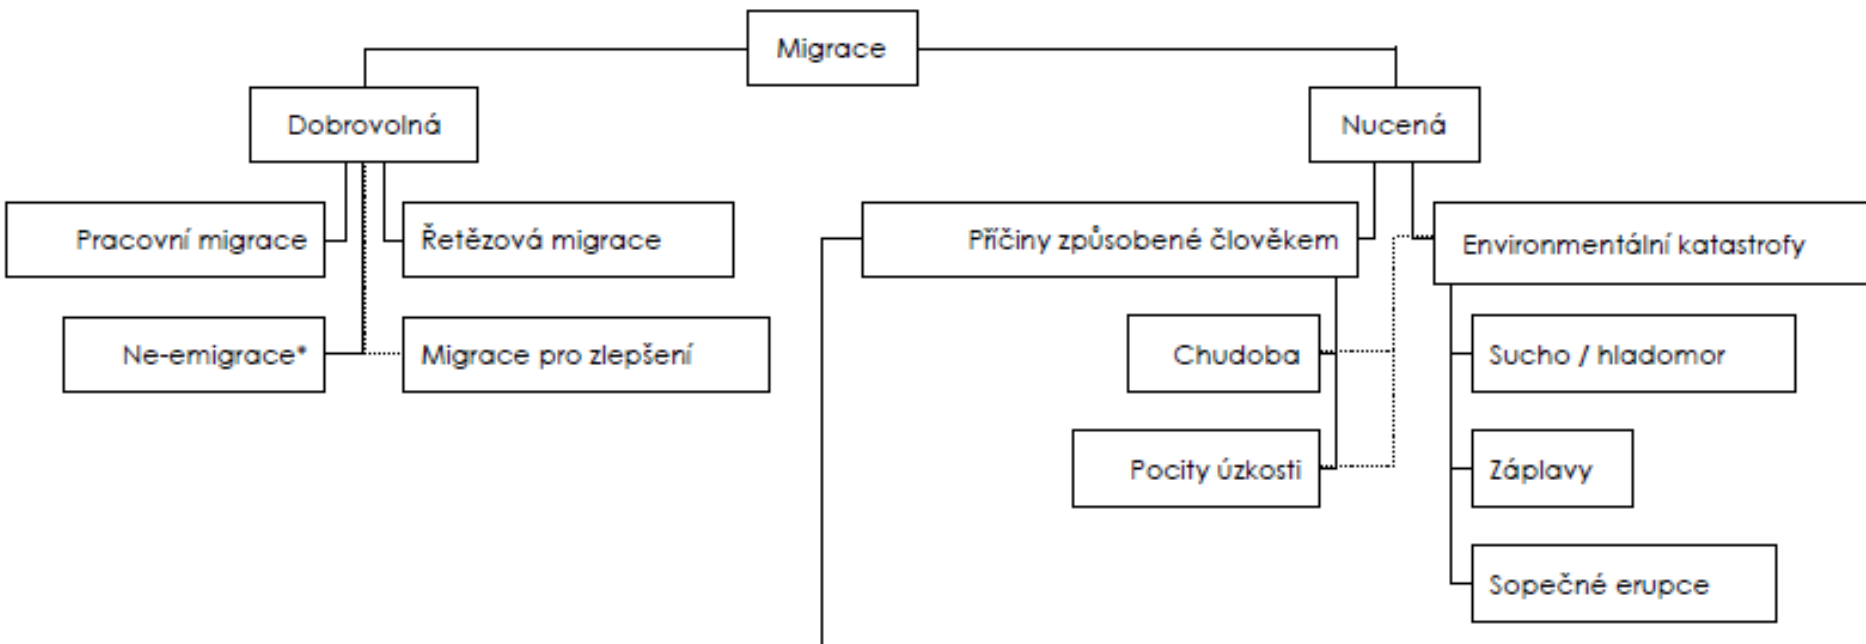 Migrace
Dobrovolná
Nucená
Pracovní migrace
Řetězová migrace
Příčiny způsobené člověkem
Environmentální katastrofy
Ne-emigrace*
Migrace pro zlepšení
Chudoba
Sucho / hladomor
Pocity úzkosti
Záplavy
Sopečné erupce